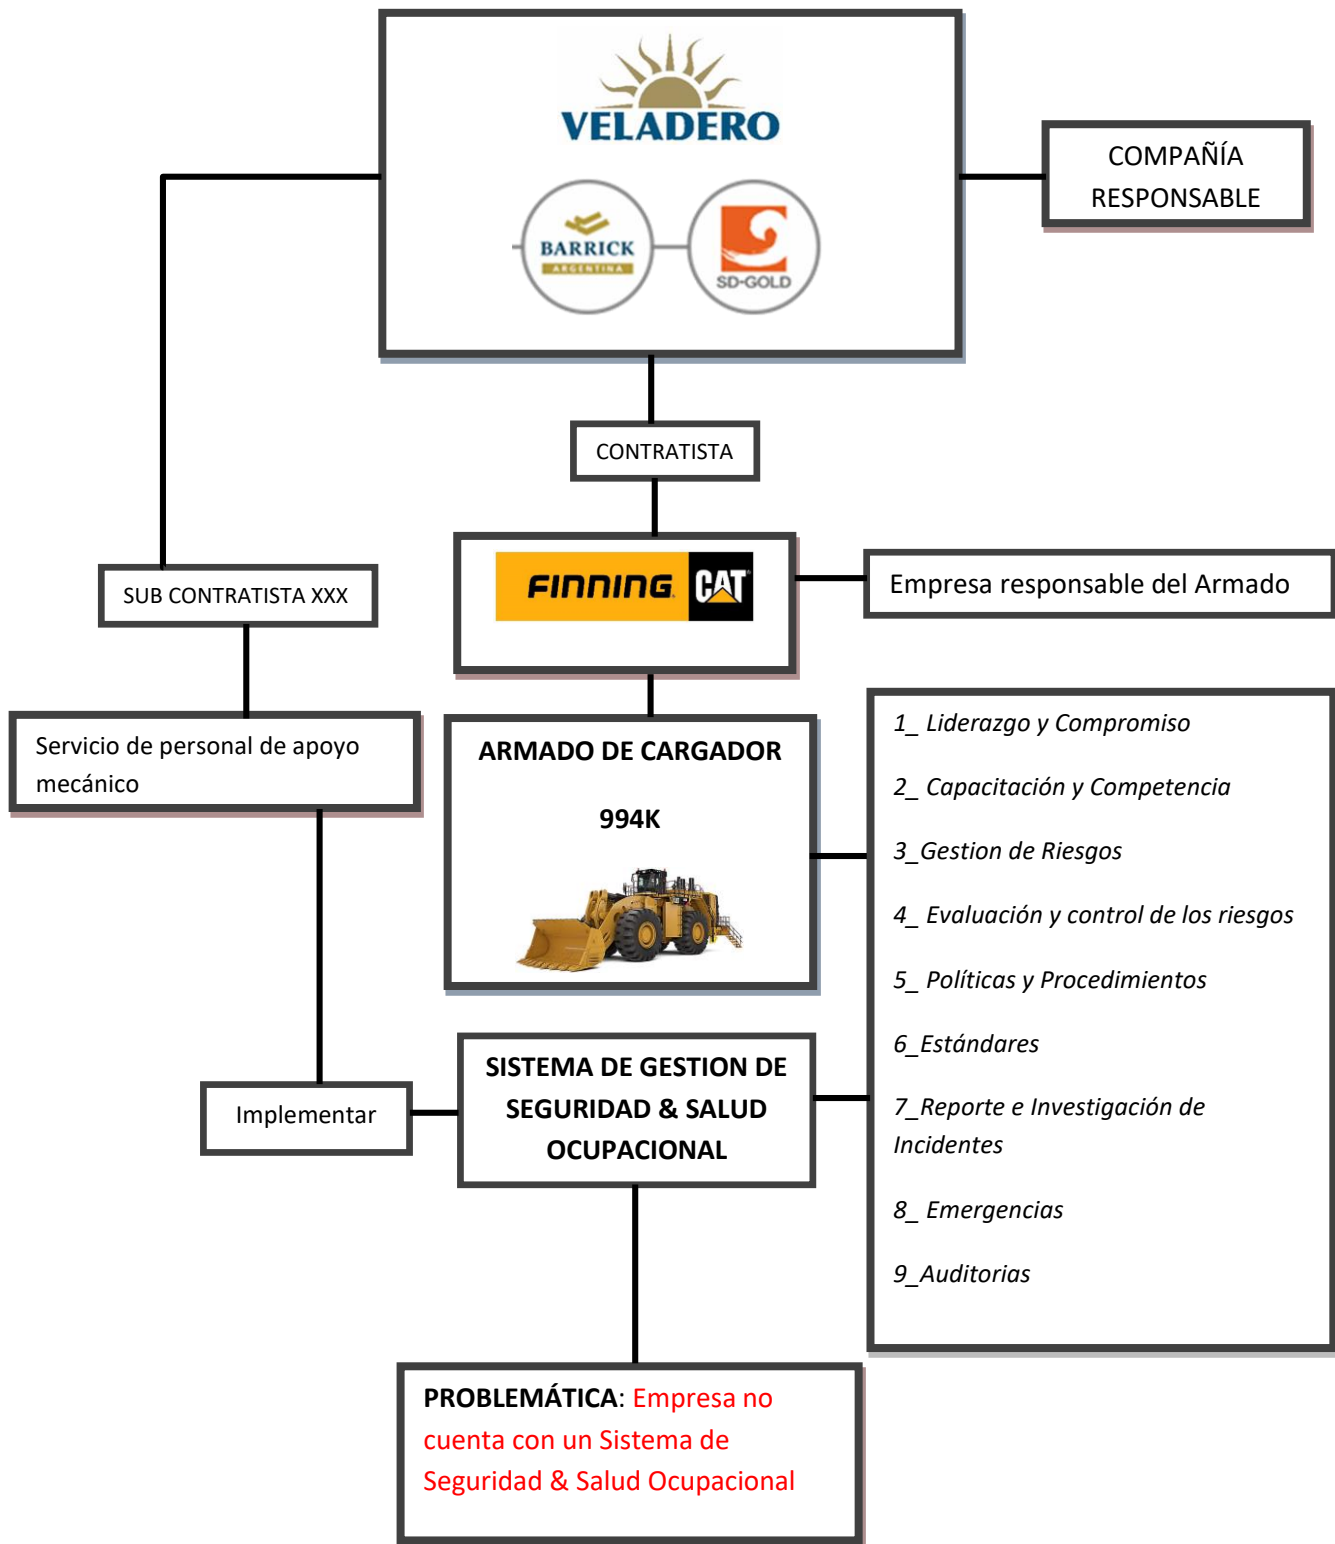 VELADERO
BARRICK
ARGENTINA
SD-GOLD
COMPAÑÍA
RESPONSABLE
CONTRATISTA
FINNING CAT
Empresa responsable del Armado
SUB CONTRATISTA XXX
Servicio de personal de apoyo
mecánico
ARMADO DE CARGADOR
994K
1_ Liderazgo y Compromiso
2_ Capacitación y Competencia
3_Gestion de Riesgos
4_ Evaluación y control de los riesgos
5_ Políticas y Procedimientos
6_Estándares
7_Reporte e Investigación de
Incidentes
8_ Emergencias
9_Auditorias
Implementar
SISTEMA DE GESTION DE
SEGURIDAD & SALUD
OCUPACIONAL
PROBLEMÁTICA: Empresa no
cuenta con un Sistema de
Seguridad & Salud Ocupacional